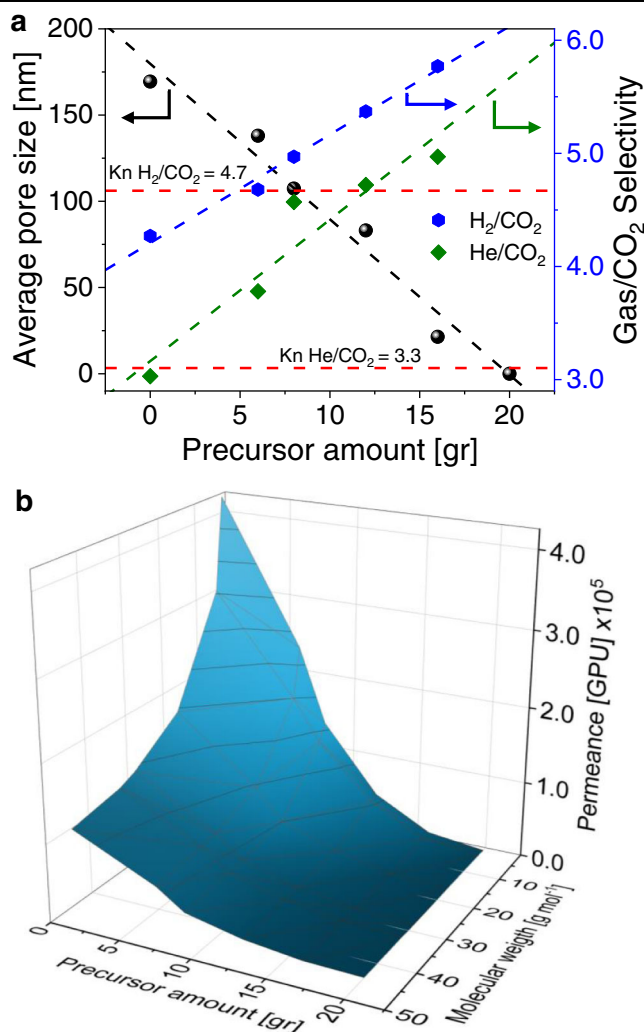 a
200
150
100
50
0
Average pore size [nm]
6.0
5.0
4.0
3.0
Gas/CO₂ Selectivity
Kn H₂/CO₂ = 4.7
H₂/CO₂
He/CO₂
Kn He/CO₂ = 3.3
0 5 10 15 20
Precursor amount [gr]
b
4.0
3.0
2.0
1.0
0.0
Permeance [GPU] x10⁵
10
20
30
40
50
Molecular weigth [g mol⁻¹]
0
5
10
15
20
Precursor amount [gr]